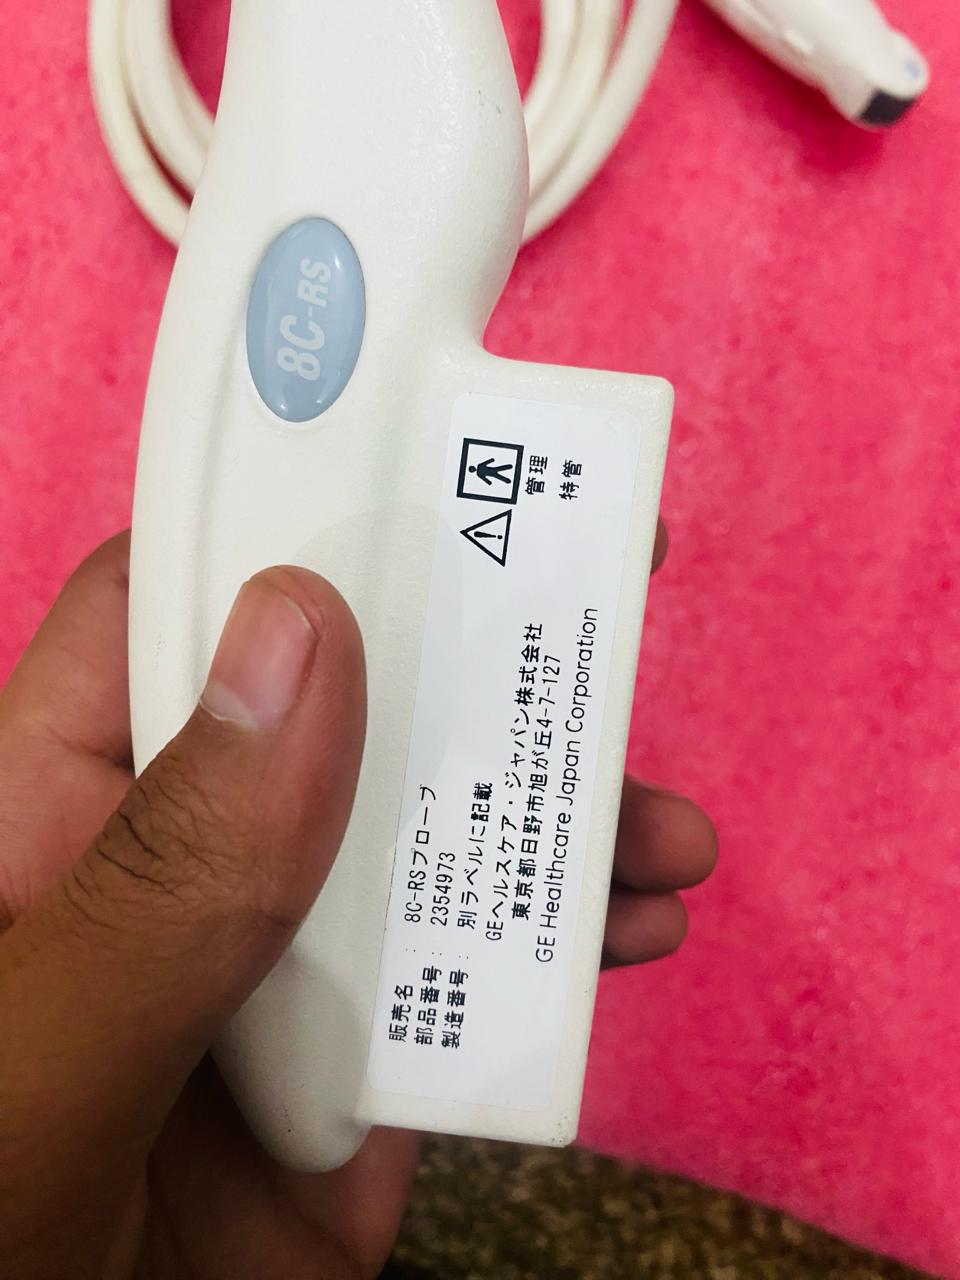 8C-RS
管理
特管
販売名 : 8C-RSプローブ
部品番号 : 2354973
製造番号 : 別ラベルに記載
GEヘルスケア・ジャパン株式会社
東京都日野市旭が丘4-7-127
GE Healthcare Japan Corporation